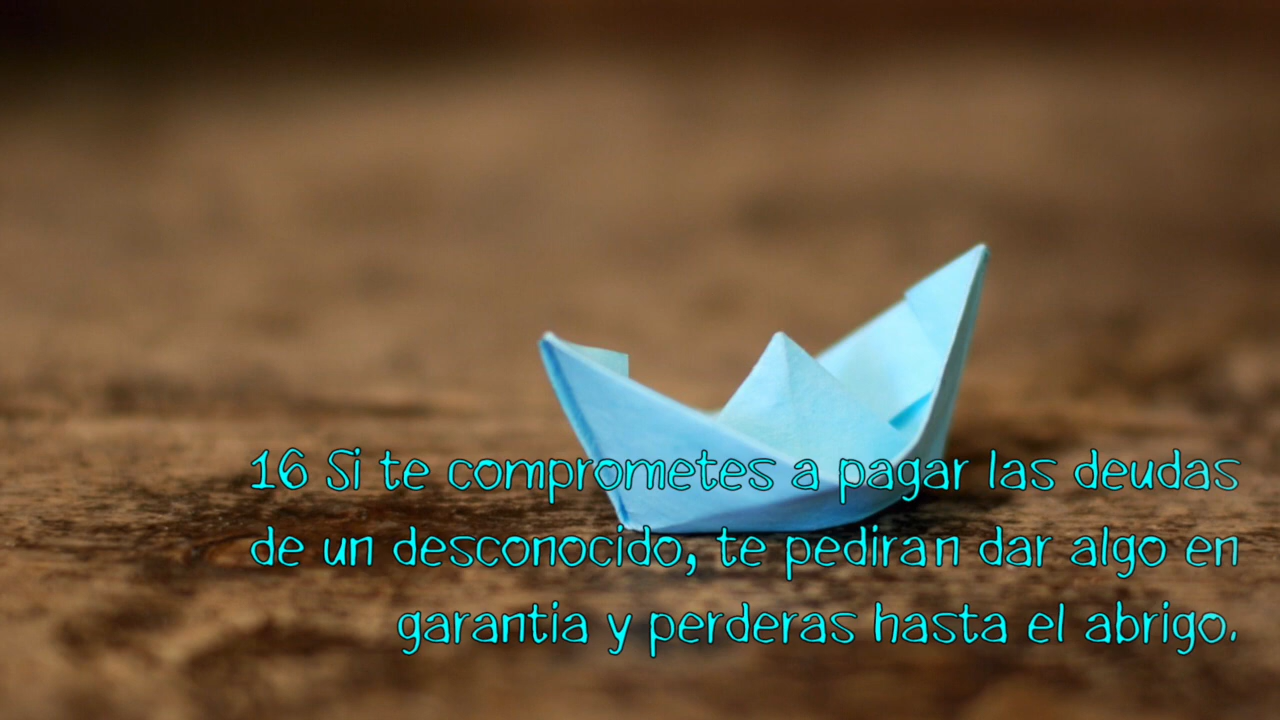 16 Si te comprometes a pagar las deudas
de un desconocido, te pediran dar algo en
garantia y perderas hasta el abrigo.